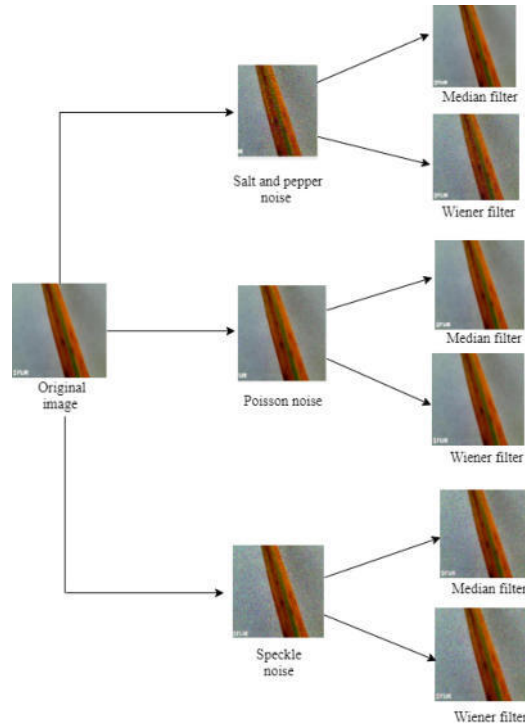 Median filter
Salt and pepper
noise
Wiener filter
Original
image
Poisson noise
Median filter
Wiener filter
Speckle
noise
Median filter
Wiener filter